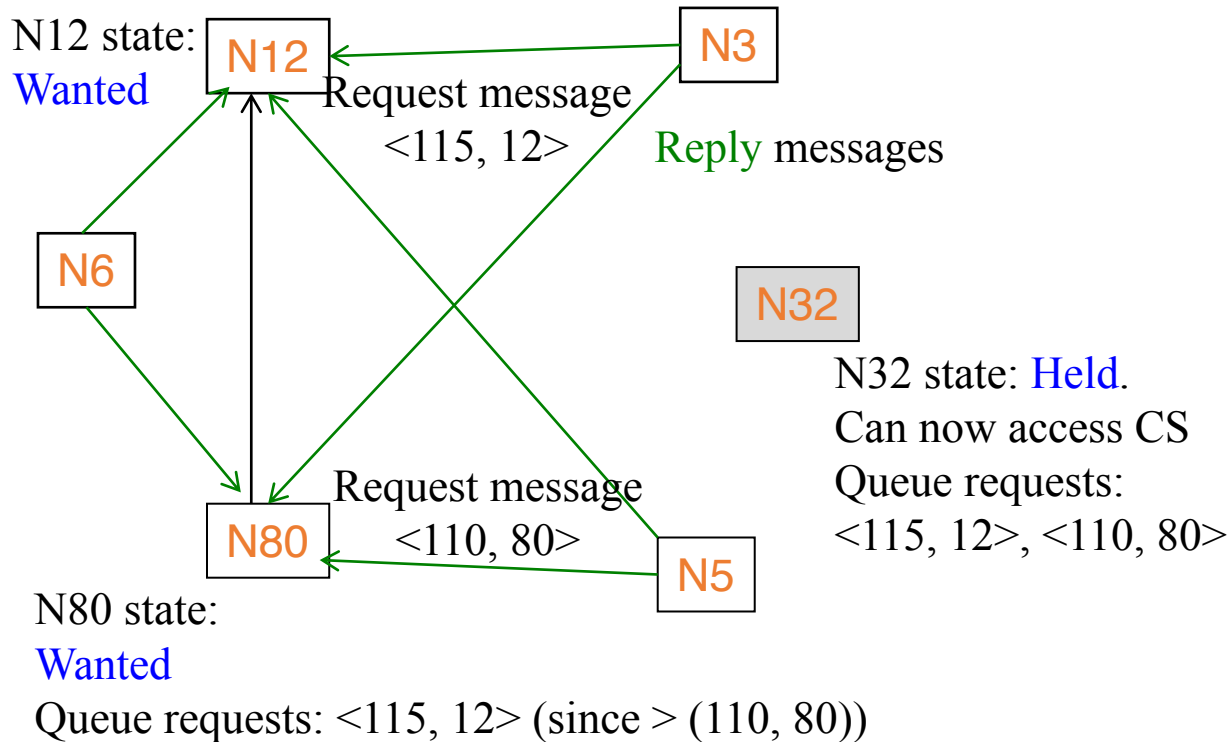 N12 state:
Wanted
N12
N3
Request message
<115, 12>
Reply messages
N6
N32
N32 state: Held.
Can now access CS
Queue requests:
<115, 12>, <110, 80>
Request message
<110, 80>
N80
N5
N80 state:
Wanted
Queue requests: <115, 12> (since > (110, 80))